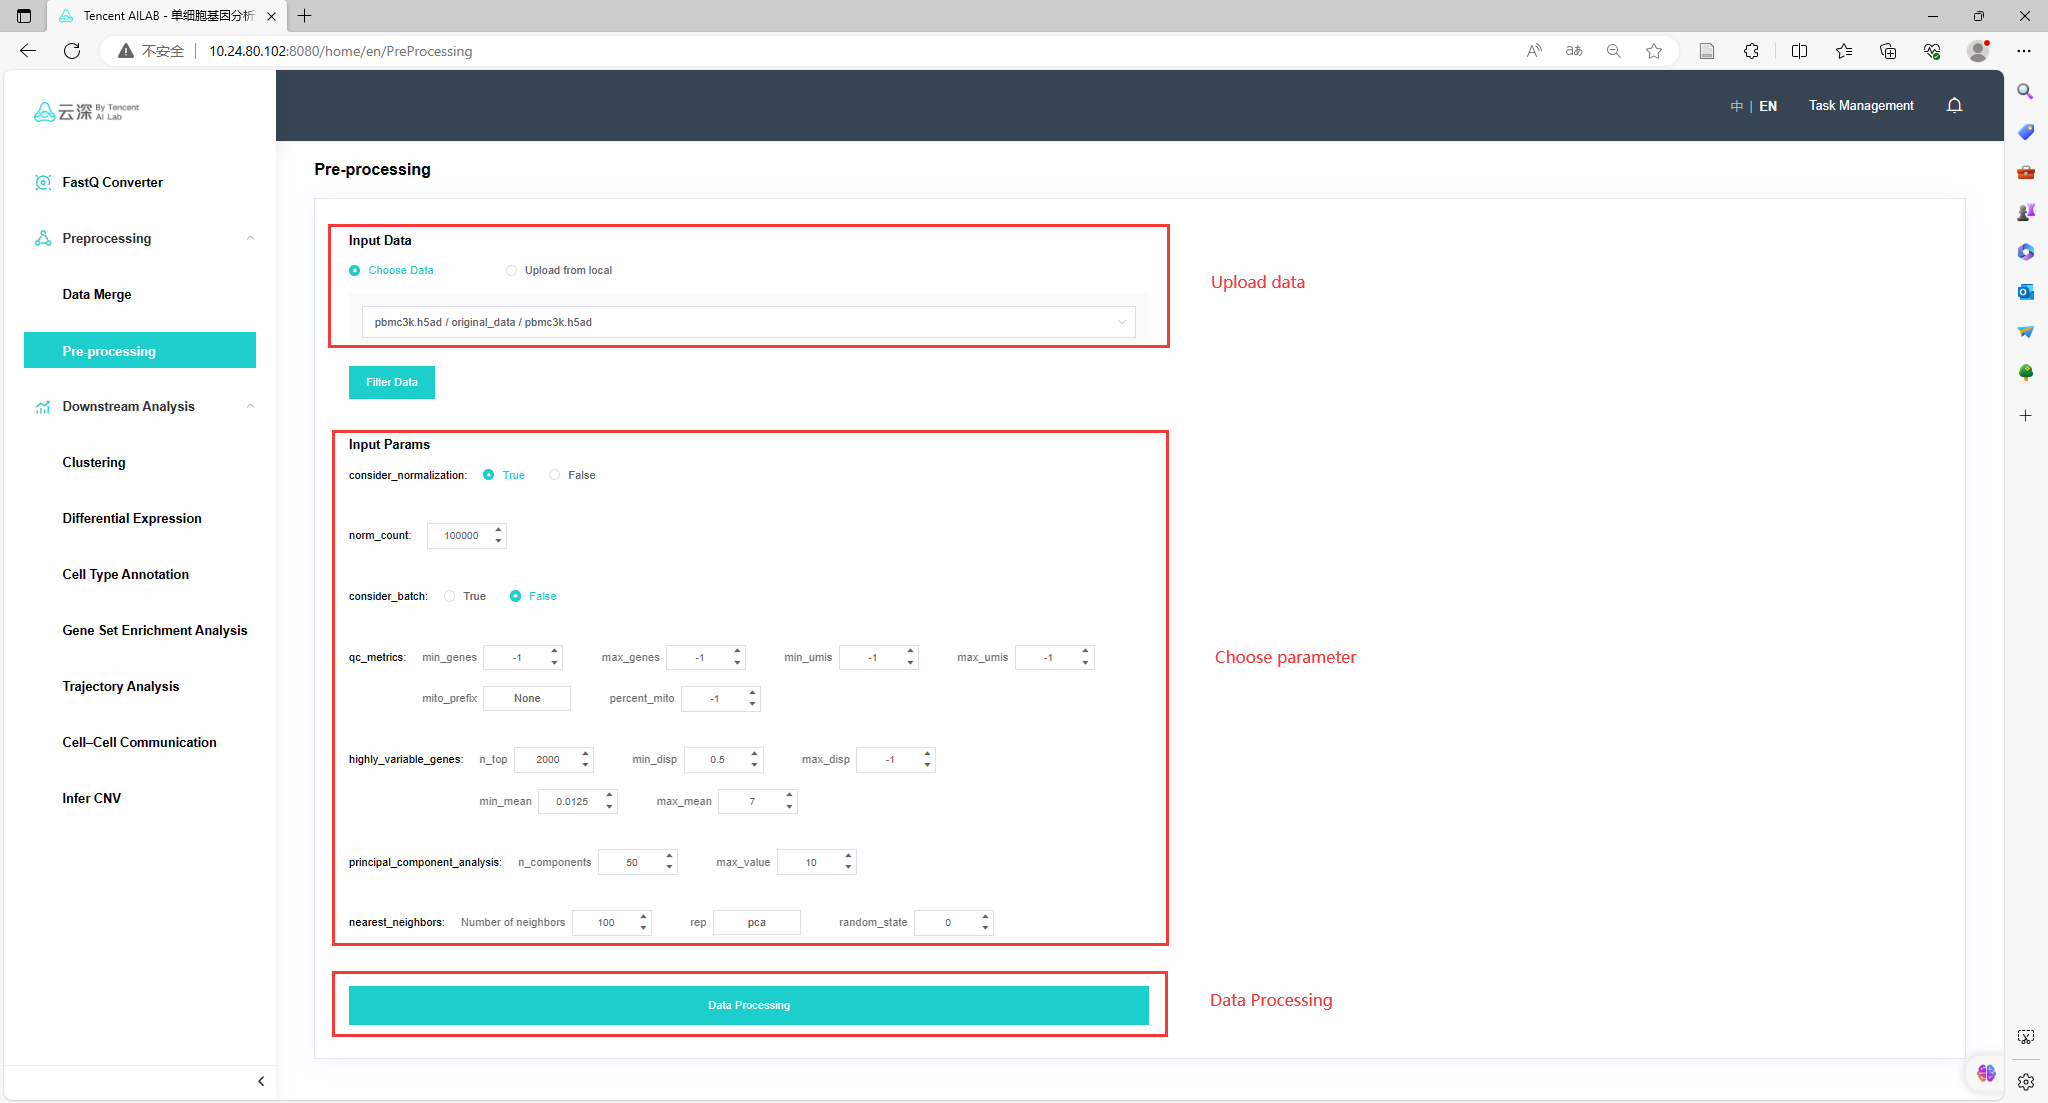 Tencent AILAB - 单细胞基因分析
不安全 10.24.80.102:8080/home/en/PreProcessing
云深 By Tencent AI Lab
中 | EN Task Management
FastQ Converter
Preprocessing
Data Merge
Pre-processing
Downstream Analysis
Clustering
Differential Expression
Cell Type Annotation
Gene Set Enrichment Analysis
Trajectory Analysis
Cell–Cell Communication
Infer CNV
Pre-processing
Input Data
Choose Data Upload from local
Upload data
pbmc3k.h5ad / original_data / pbmc3k.h5ad
Filter Data
Input Params
consider_normalization: True False
norm_count: 100000
consider_batch: True False
qc_metrics: min_genes -1 max_genes -1 min_umis -1 max_umis -1
Choose parameter
mito_prefix None percent_mito -1
highly_variable_genes: n_top 2000 min_disp 0.5 max_disp -1
min_mean 0.0125 max_mean 7
principal_component_analysis: n_components 50 max_value 10
nearest_neighbors: Number of neighbors 100 rep pca random_state 0
Data Processing
Data Processing